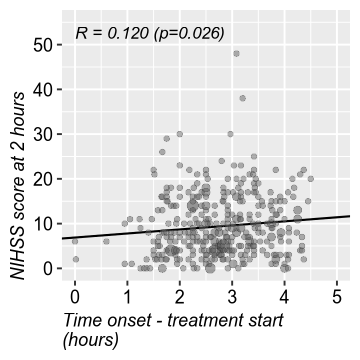 R = 0.120 (p=0.026)
NIHSS score at 2 hours
50
40
30
20
10
0
0 1 2 3 4 5
Time onset - treatment start
(hours)